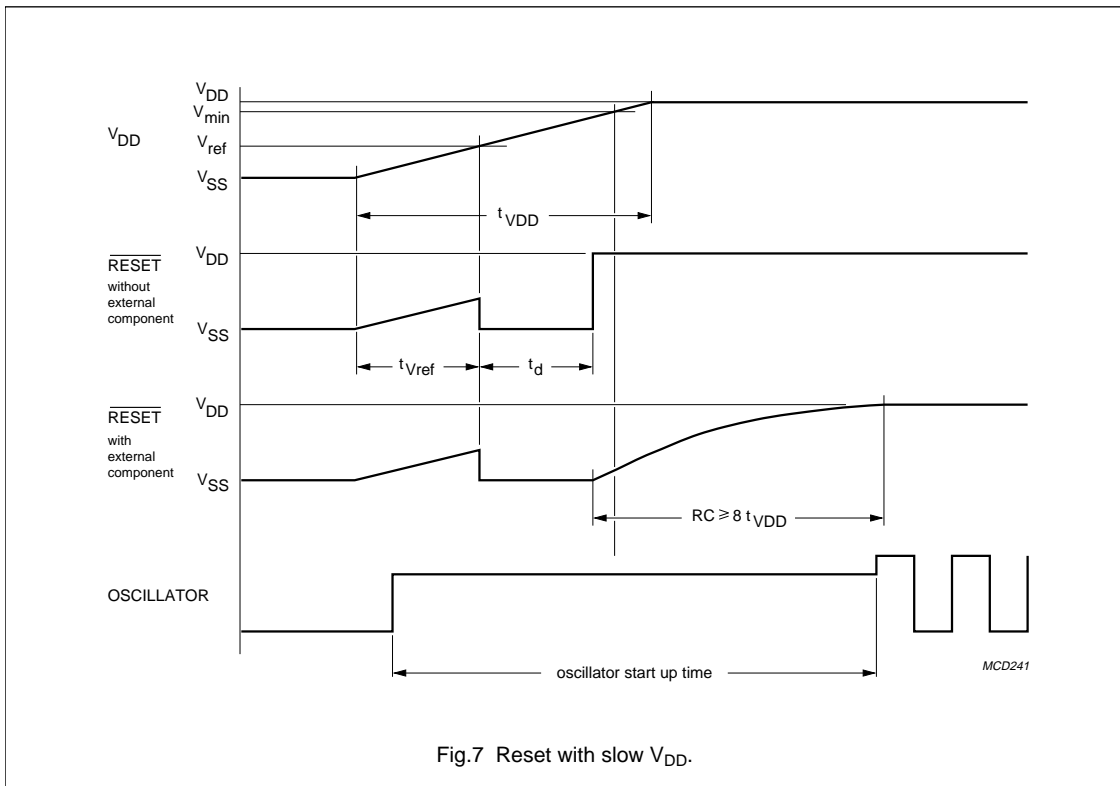 VDD
Vmin
VDD
Vref
VSS
tVDD
RESET
without
external
component
VDD
VSS
tVref
td
RESET
with
external
component
VDD
VSS
RC ≥ 8 tVDD
OSCILLATOR
oscillator start up time
MCD241
Fig.7 Reset with slow VDD.